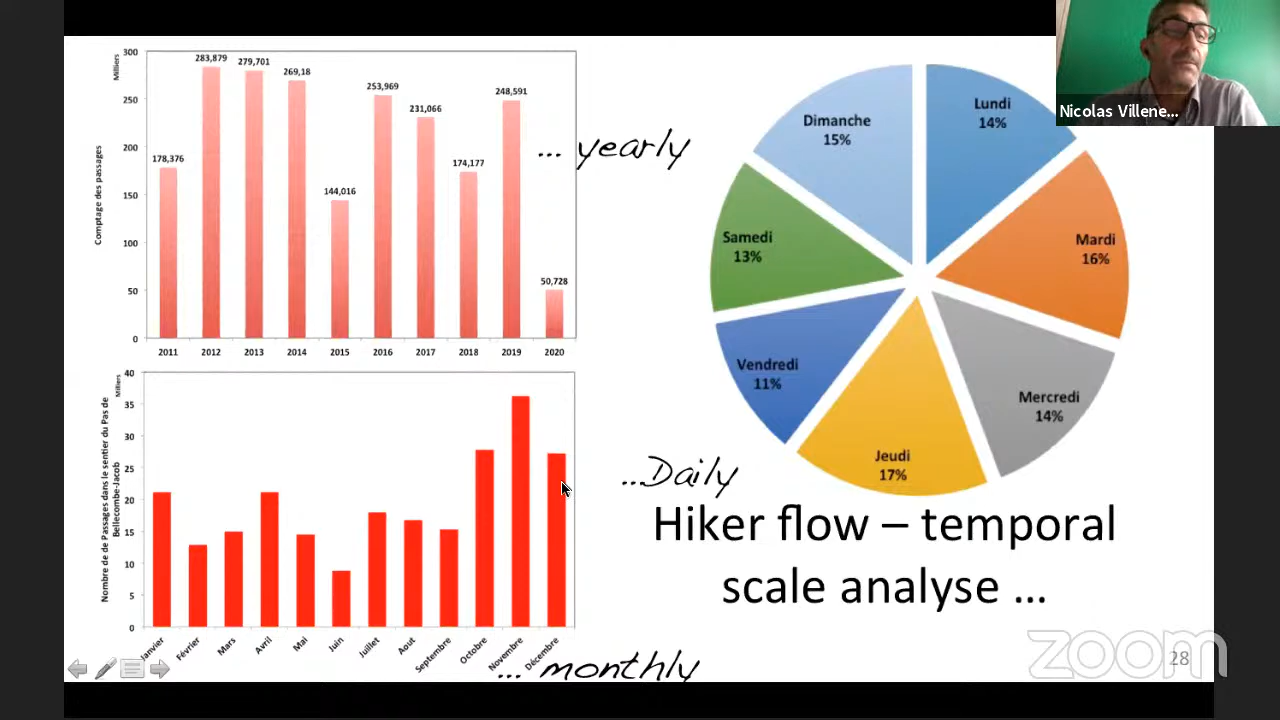 Milliers
Comptage des passages
300
250
200
150
100
50
0
178,376
283,879
279,701
269,18
144,016
253,969
231,066
174,177
248,591
50,728
2011 2012 2013 2014 2015 2016 2017 2018 2019 2020
... yearly
Milliers
Nombre de de Passages dans le sentier du Pas de
Bellecombe-Jacob
40
35
30
25
20
15
10
5
0
Janvier
Février
Mars
Avril
Mai
Juin
Juillet
Aout
Septembre
Octobre
Novembre
Décembre
... monthly
Lundi
14%
Mardi
16%
Mercredi
14%
Jeudi
17%
Vendredi
11%
Samedi
13%
Dimanche
15%
...Daily
Hiker flow – temporal
scale analyse ...
Nicolas Villene...
zoom
28